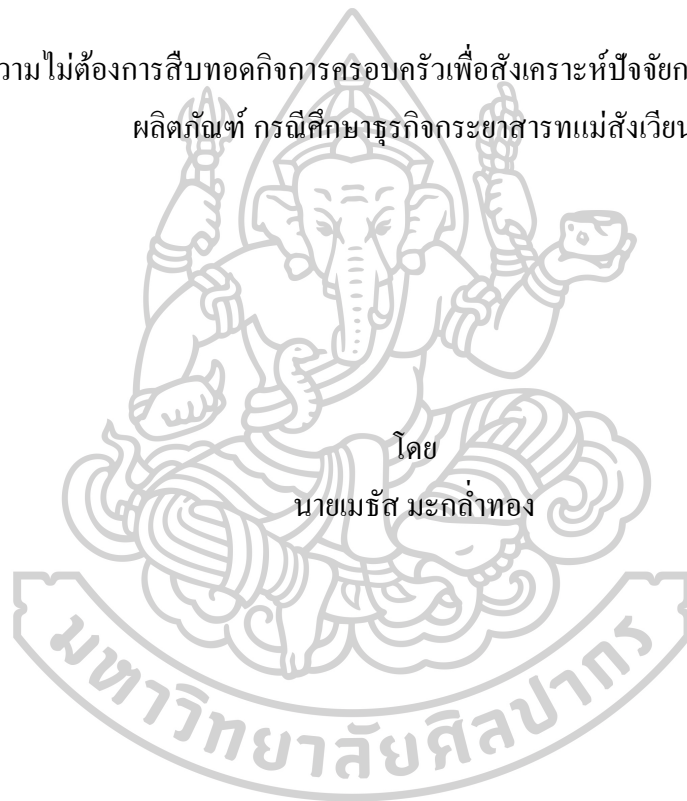 วามไม่ต้องการสืบทอดกิจการครอบครัวเพื่อสังเคราะห์ปัจจัยก
ผลิตภัณฑ์ กรณีศึกษาธุรกิจกระยาสารทแม่สังเวียน
โดย
นายเมธัส มะกล่ำทอง
มหาวิทยาลัยศิลปากร